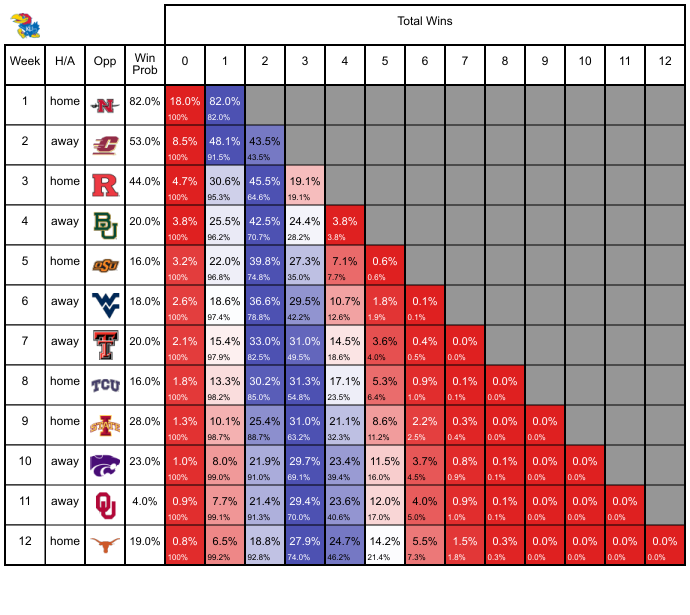 Total Wins
Week H/A Opp Win Prob 0 1 2 3 4 5 6 7 8 9 10 11 12
1 home N 82.0% 18.0% 82.0%
100% 82.0%
2 away C 53.0% 8.5% 48.1% 43.5%
100% 91.5% 43.5%
3 home R 44.0% 4.7% 30.6% 45.5% 19.1%
100% 95.3% 64.6% 19.1%
4 away BU 20.0% 3.8% 25.5% 42.5% 24.4% 3.8%
100% 96.2% 70.7% 28.2% 3.8%
5 home OSU 16.0% 3.2% 22.0% 39.8% 27.3% 7.1% 0.6%
100% 96.8% 74.8% 35.0% 7.7% 0.6%
6 away WV 18.0% 2.6% 18.6% 36.6% 29.5% 10.7% 1.8% 0.1%
100% 97.4% 78.8% 42.2% 12.6% 1.9% 0.1%
7 away T 20.0% 2.1% 15.4% 33.0% 31.0% 14.5% 3.6% 0.4% 0.0%
100% 97.9% 82.5% 49.5% 18.6% 4.0% 0.5% 0.0%
8 home TCU 16.0% 1.8% 13.3% 30.2% 31.3% 17.1% 5.3% 0.9% 0.1% 0.0%
100% 98.2% 85.0% 54.8% 23.5% 6.4% 1.0% 0.1% 0.0%
9 home I STATE 28.0% 1.3% 10.1% 25.4% 31.0% 21.1% 8.6% 2.2% 0.3% 0.0% 0.0%
100% 98.7% 88.7% 63.2% 32.3% 11.2% 2.5% 0.4% 0.0% 0.0%
10 away 23.0% 1.0% 8.0% 21.9% 29.7% 23.4% 11.5% 3.7% 0.8% 0.1% 0.0% 0.0%
100% 99.0% 91.0% 69.1% 39.4% 16.0% 4.5% 0.9% 0.1% 0.0% 0.0%
11 away OU 4.0% 0.9% 7.7% 21.4% 29.4% 23.6% 12.0% 4.0% 0.9% 0.1% 0.0% 0.0% 0.0%
100% 99.1% 91.3% 70.0% 40.6% 17.0% 5.0% 1.0% 0.1% 0.0% 0.0% 0.0%
12 home 19.0% 0.8% 6.5% 18.8% 27.9% 24.7% 14.2% 5.5% 1.5% 0.3% 0.0% 0.0% 0.0% 0.0%
100% 99.2% 92.8% 74.0% 46.2% 21.4% 7.3% 1.8% 0.3% 0.0% 0.0% 0.0% 0.0%